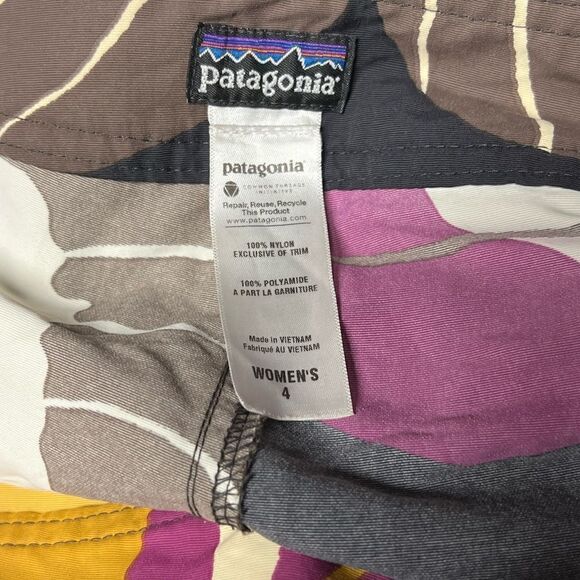 patagonia
patagonia
COMMON THREADS
INITIATIVE
Repair, Reuse, Recycle
This Product
www.patagonia.com
100% NYLON
EXCLUSIVE OF TRIM
100% POLYAMIDE
A PART LA GARNITURE
Made in VIETNAM
Fabriqué AU VIETNAM
WOMEN'S
4